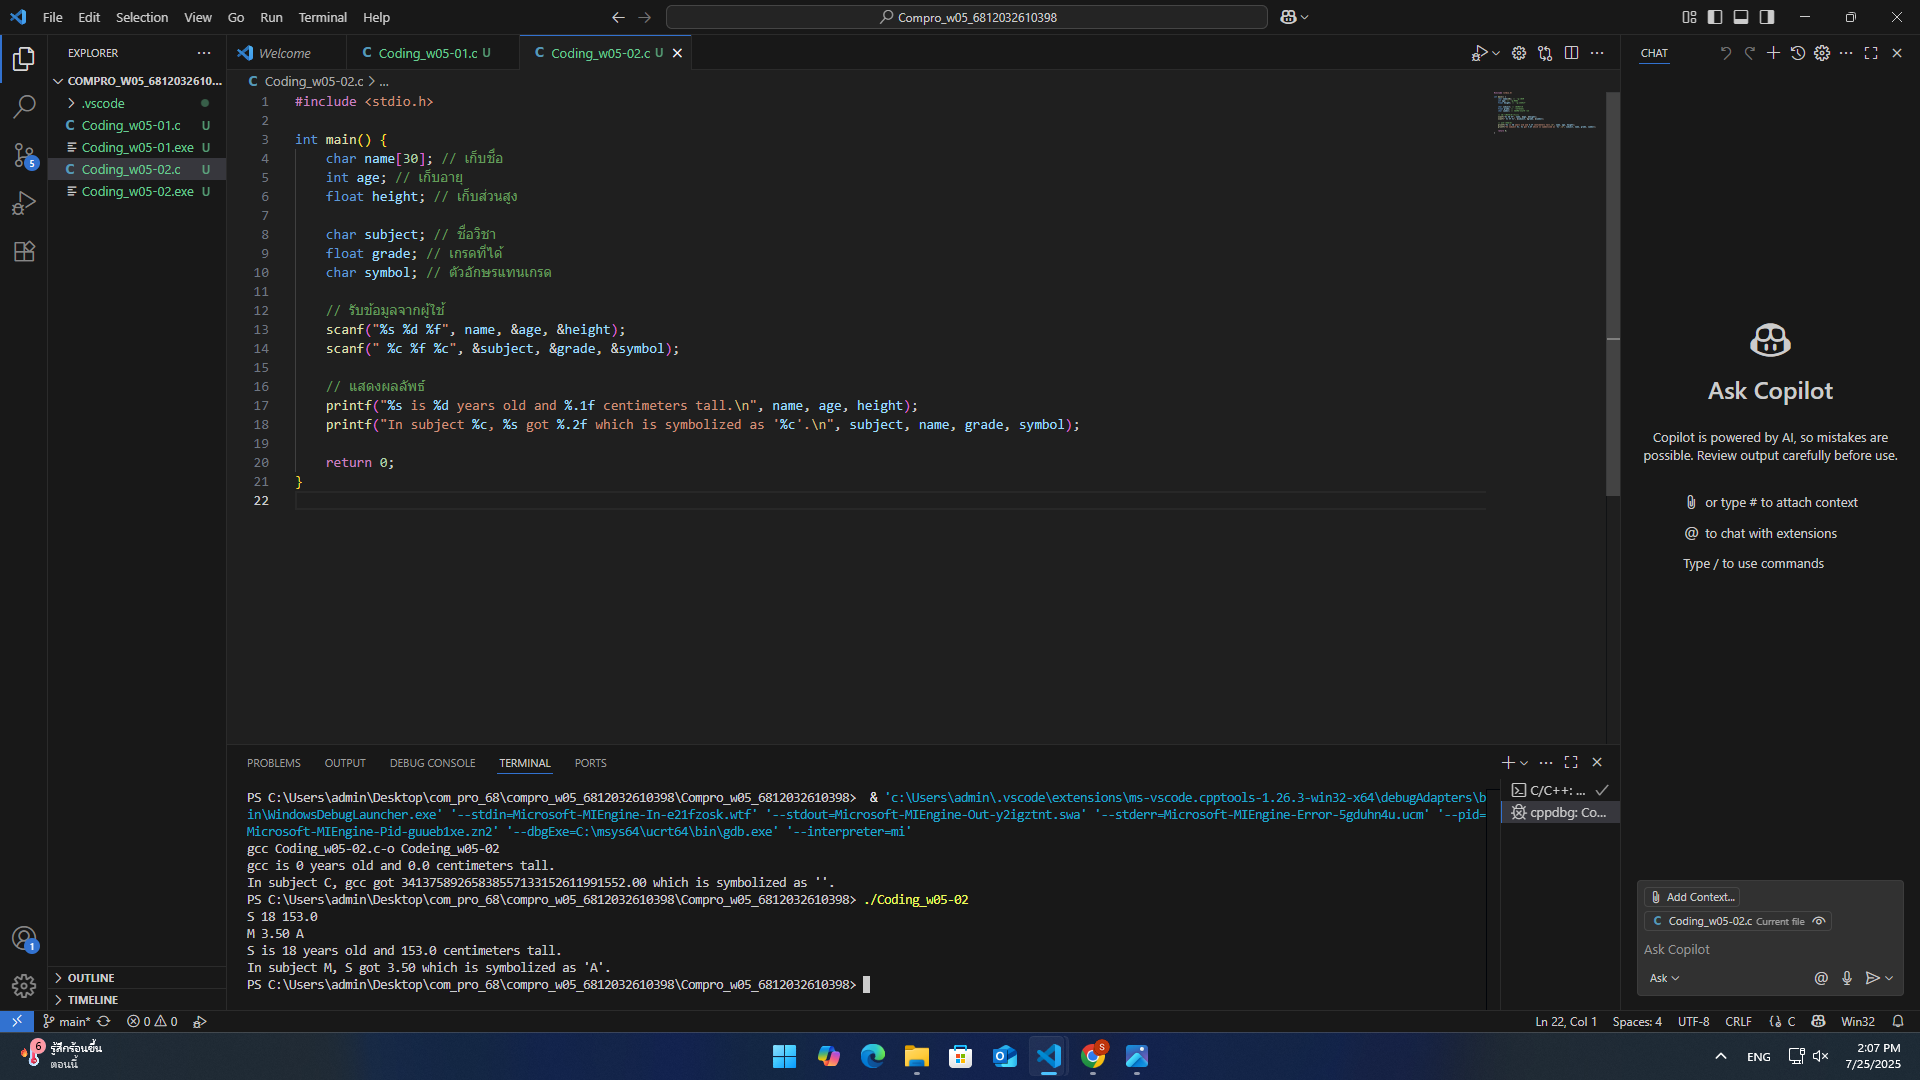 File Edit Selection View Go Run Terminal Help
Compro_w05_6812032610398
EXPLORER
COMPRO_W05_6812032610...
.vscode
C Coding_w05-01.c U
Coding_w05-01.exe U
C Coding_w05-02.c U
Coding_w05-02.exe U
5
1
OUTLINE
TIMELINE
Welcome
C Coding_w05-01.c U
C Coding_w05-02.c U
C Coding_w05-02.c > ...
1 #include <stdio.h>
2
3 int main() {
4 char name[30]; // เก็บชื่อ
5 int age; // เก็บอายุ
6 float height; // เก็บส่วนสูง
7
8 char subject; // ชื่อวิชา
9 float grade; // เกรดที่ได้
10 char symbol; // ตัวอักษรแทนเกรด
11
12 // รับข้อมูลจากผู้ใช้
13 scanf("%s %d %f", name, &age, &height);
14 scanf(" %c %f %c", &subject, &grade, &symbol);
15
16 // แสดงผลลัพธ์
17 printf("%s is %d years old and %.1f centimeters tall.\n", name, age, height);
18 printf("In subject %c, %s got %.2f which is symbolized as '%c'.\n", subject, name, grade, symbol);
19
20 return 0;
21 }
22
PROBLEMS OUTPUT DEBUG CONSOLE TERMINAL PORTS
PS C:\Users\admin\Desktop\com_pro_68\compro_w05_6812032610398\Compro_w05_6812032610398> & 'c:\Users\admin\.vscode\extensions\ms-vscode.cpptools-1.26.3-win32-x64\debugAdapters\b
in\WindowsDebugLauncher.exe' '--stdin=Microsoft-MIEngine-In-e21fzosk.wtf' '--stdout=Microsoft-MIEngine-Out-y2igztnt.swa' '--stderr=Microsoft-MIEngine-Error-5gduhn4u.ucm' '--pid=
Microsoft-MIEngine-Pid-guueb1xe.zn2' '--dbgExe=C:\msys64\ucrt64\bin\gdb.exe' '--interpreter=mi'
gcc Coding_w05-02.c-o Codeing_w05-02
gcc is 0 years old and 0.0 centimeters tall.
In subject C, gcc got 34137589265838557133152611991552.00 which is symbolized as ''.
PS C:\Users\admin\Desktop\com_pro_68\compro_w05_6812032610398\Compro_w05_6812032610398> ./Coding_w05-02
S 18 153.0
M 3.50 A
S is 18 years old and 153.0 centimeters tall.
In subject M, S got 3.50 which is symbolized as 'A'.
PS C:\Users\admin\Desktop\com_pro_68\compro_w05_6812032610398\Compro_w05_6812032610398>
C/C++: ...
cppdbg: Co...
CHAT
Ask Copilot
Copilot is powered by AI, so mistakes are
possible. Review output carefully before use.
or type # to attach context
@ to chat with extensions
Type / to use commands
Add Context...
C Coding_w05-02.c Current file
Ask Copilot
Ask
main* 0 0
Ln 22, Col 1 Spaces: 4 UTF-8 CRLF {} C Win32
6 รู้สึกร้อนขึ้น
ตอนนี้
S
ENG
2:07 PM
7/25/2025